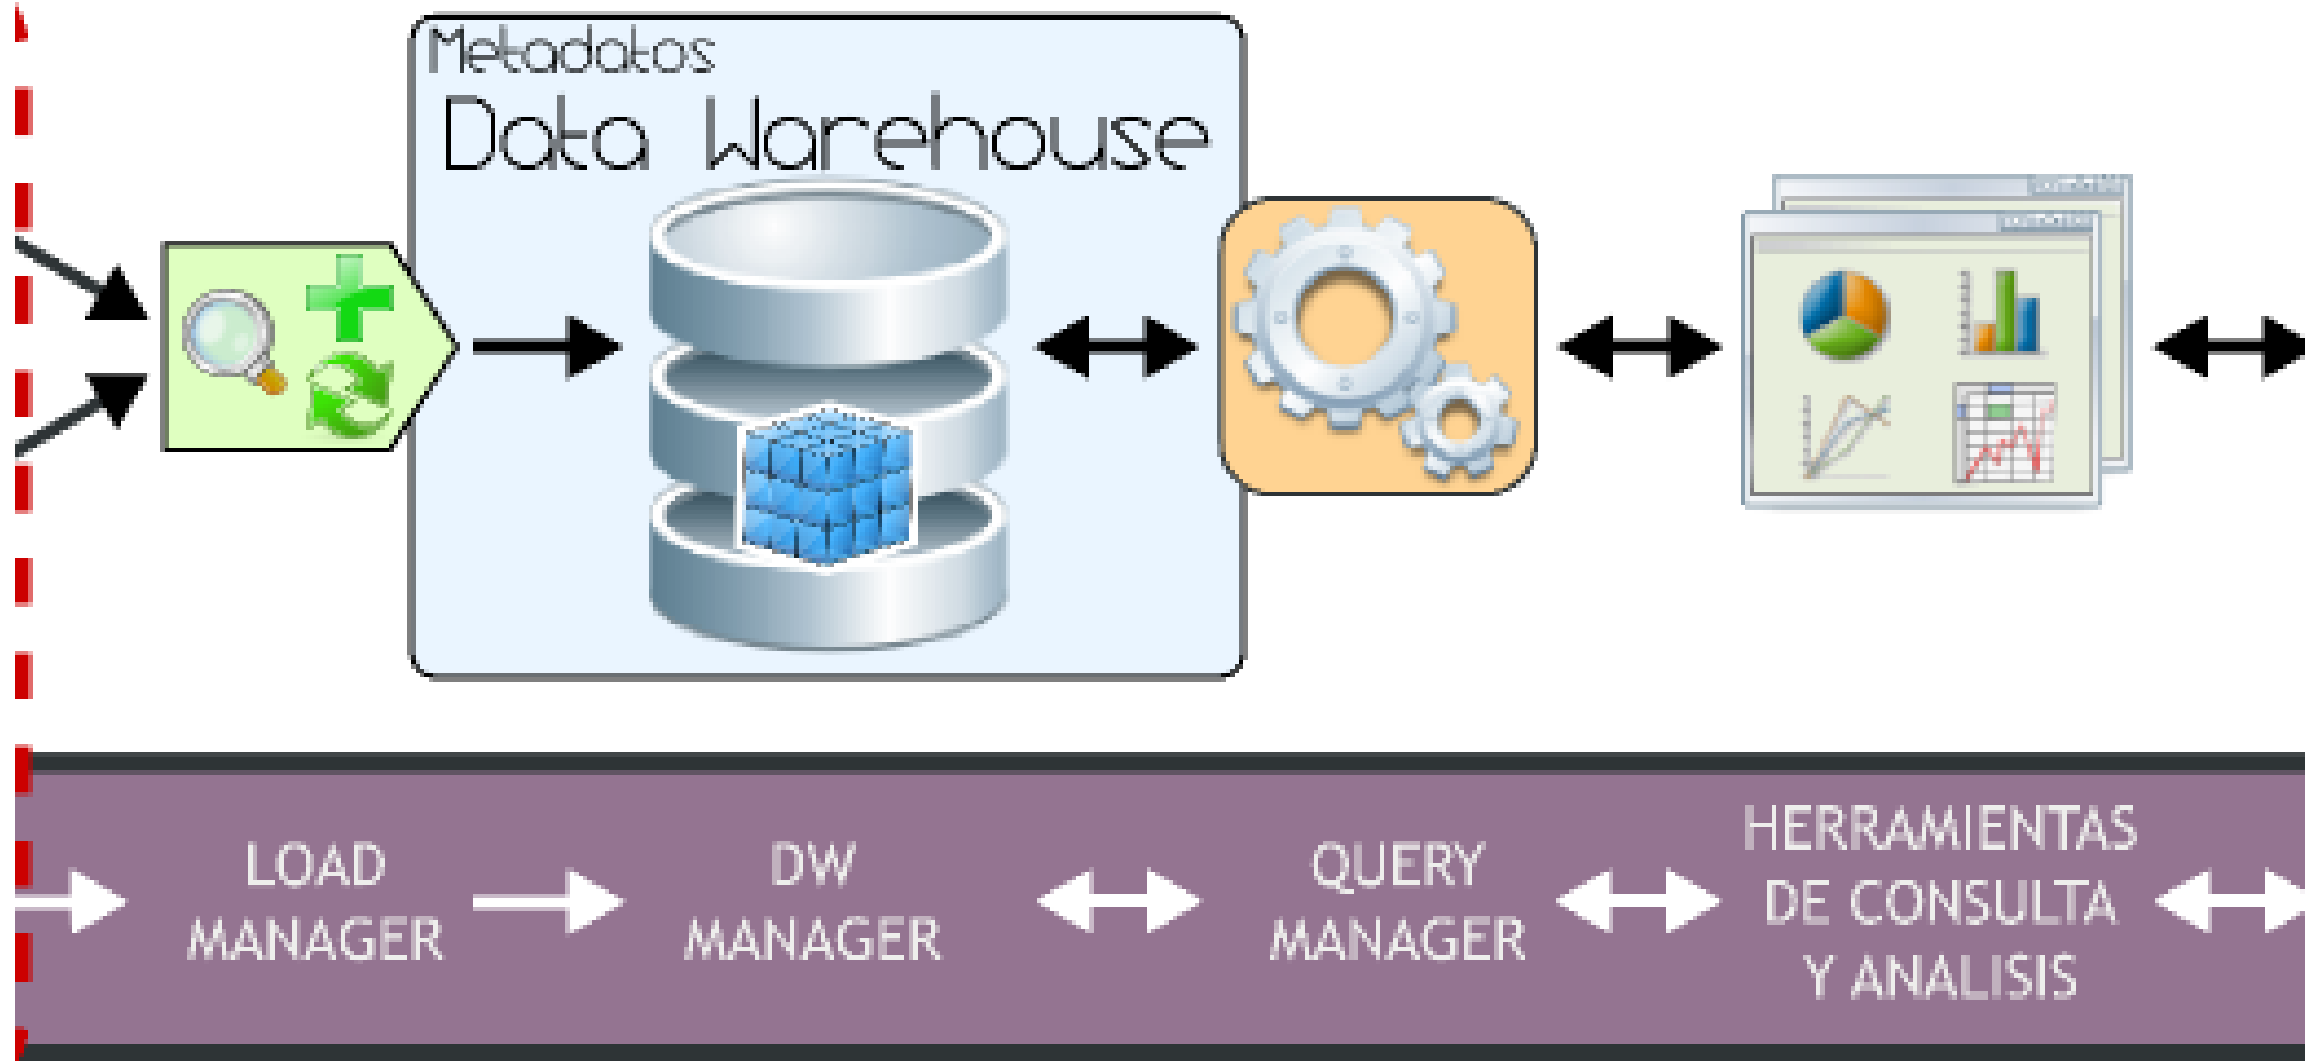 Metadatos
Data Warehouse
LOAD
MANAGER
DW
MANAGER
QUERY
MANAGER
HERRAMIENTAS
DE CONSULTA
Y ANALISIS